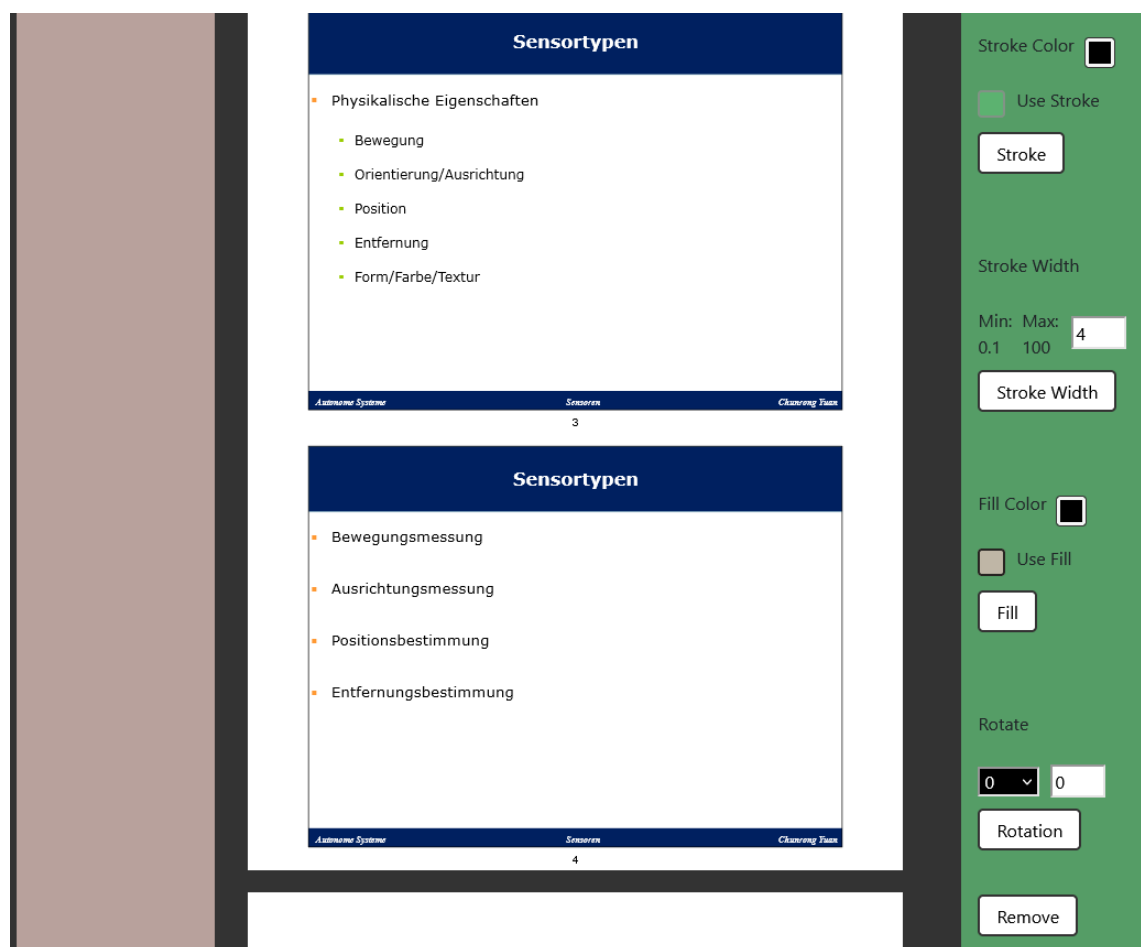 Sensortypen
Physikalische Eigenschaften
Bewegung
Orientierung/Ausrichtung
Position
Entfernung
Form/Farbe/Textur
Autonome Systeme Sensoren Chunrong Yuan
3
Sensortypen
Bewegungsmessung
Ausrichtungsmessung
Positionsbestimmung
Entfernungsbestimmung
Autonome Systeme Sensoren Chunrong Yuan
4
Stroke Color
Use Stroke
Stroke
Stroke Width
Min: Max:
0.1 100
4
Stroke Width
Fill Color
Use Fill
Fill
Rotate
0 0
Rotation
Remove